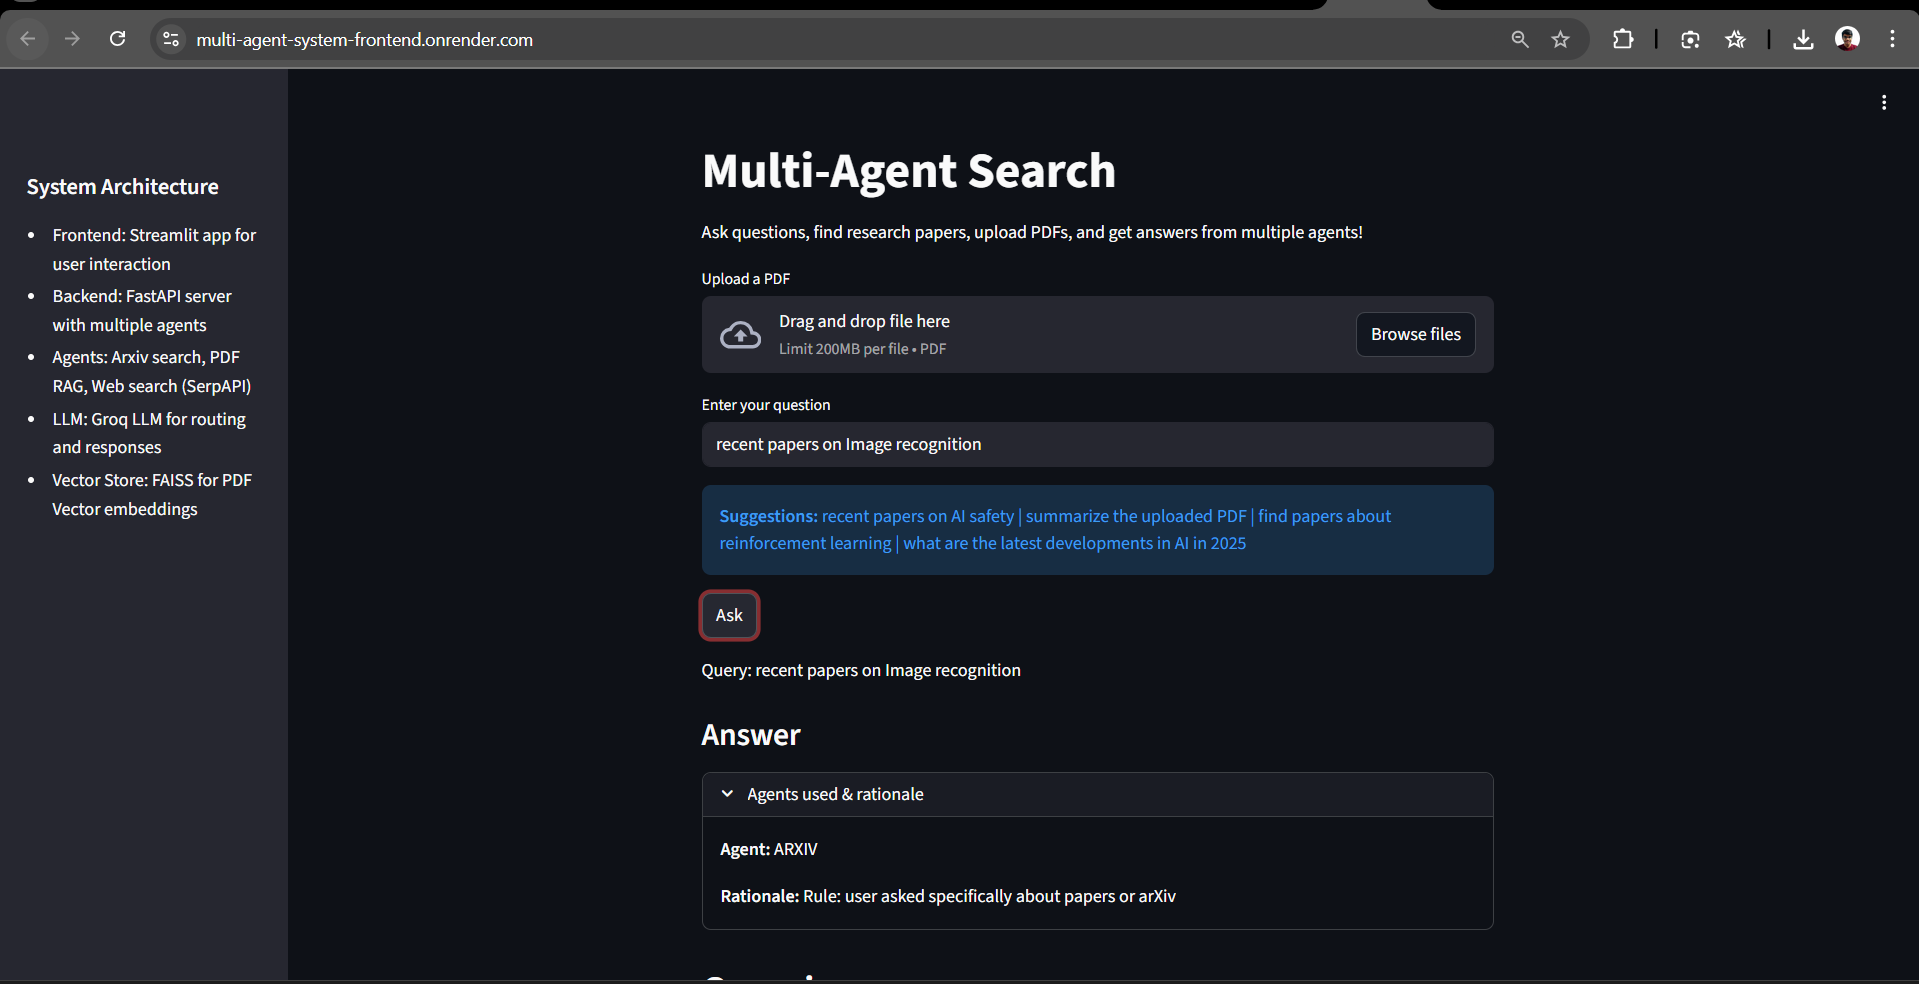 multi-agent-system-frontend.onrender.com
System Architecture
Frontend: Streamlit app for
user interaction
Backend: FastAPI server
with multiple agents
Agents: Arxiv search, PDF
RAG, Web search (SerpAPI)
LLM: Groq LLM for routing
and responses
Vector Store: FAISS for PDF
Vector embeddings
Multi-Agent Search
Ask questions, find research papers, upload PDFs, and get answers from multiple agents!
Upload a PDF
Drag and drop file here
Limit 200MB per file • PDF
Browse files
Enter your question
recent papers on Image recognition
Suggestions: recent papers on AI safety | summarize the uploaded PDF | find papers about
reinforcement learning | what are the latest developments in AI in 2025
Ask
Query: recent papers on Image recognition
Answer
Agents used & rationale
Agent: ARXIV
Rationale: Rule: user asked specifically about papers or arXiv